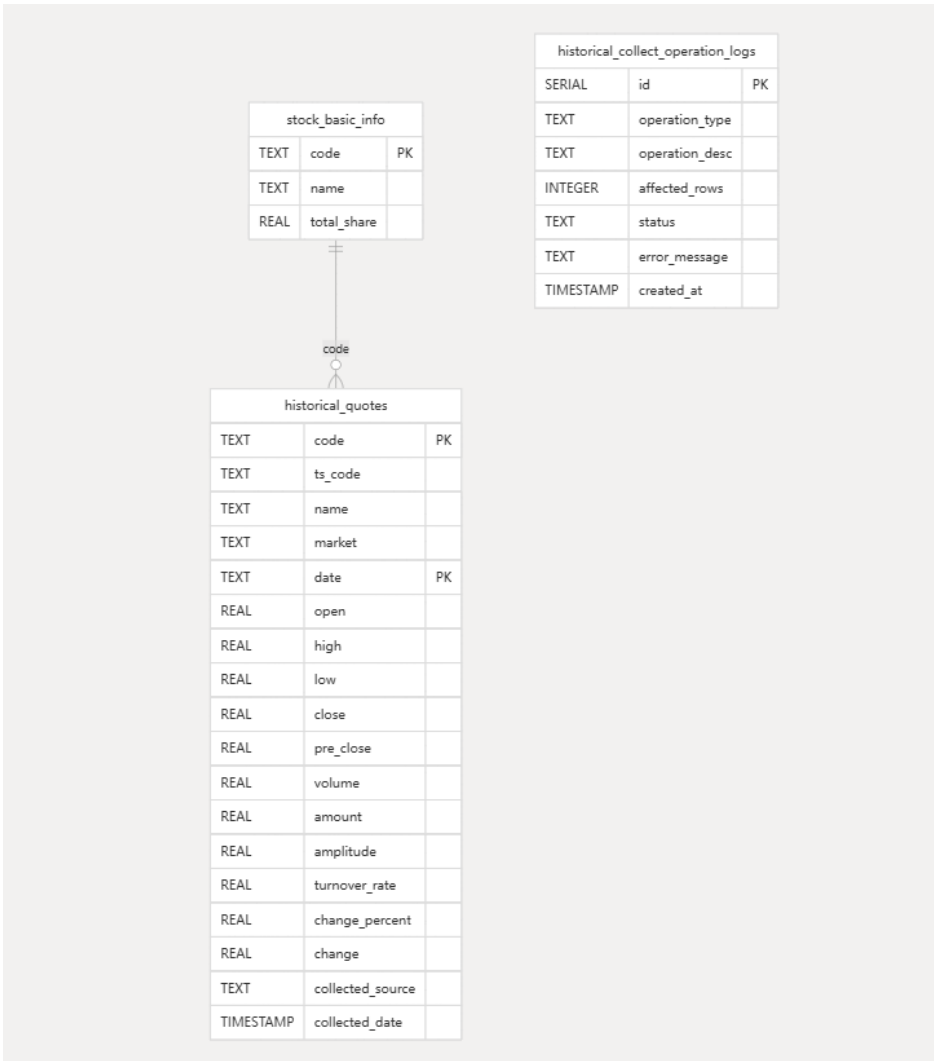 stock_basic_info
TEXT code PK
TEXT name
REAL total_share
code
historical_quotes
TEXT code PK
TEXT ts_code
TEXT name
TEXT market
TEXT date PK
REAL open
REAL high
REAL low
REAL close
REAL pre_close
REAL volume
REAL amount
REAL amplitude
REAL turnover_rate
REAL change_percent
REAL change
TEXT collected_source
TIMESTAMP collected_date
historical_collect_operation_logs
SERIAL id PK
TEXT operation_type
TEXT operation_desc
INTEGER affected_rows
TEXT status
TEXT error_message
TIMESTAMP created_at